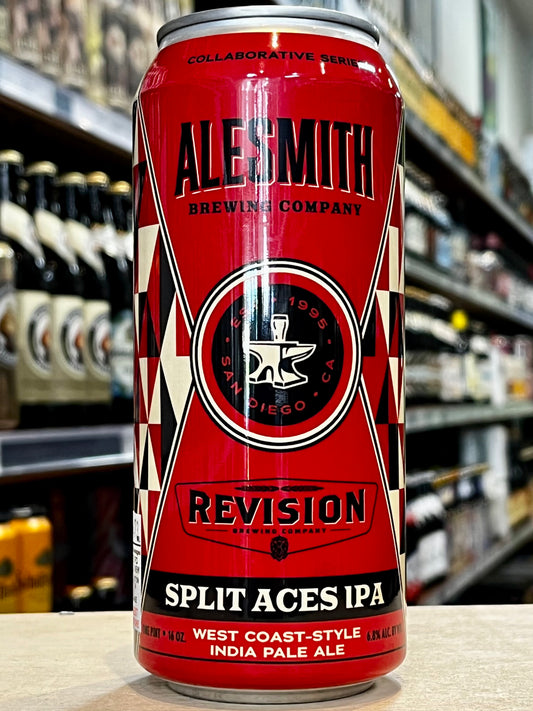 COLLABORATIVE SERIES
ALESMITH
BREWING COMPANY
EST. 1995
SAN DIEGO • CA
REVISION
BREWING COMPANY
SPLIT ACES IPA
PINT • 16 OZ.
WEST COAST-STYLE
INDIA PALE ALE
6.8% ALC. BY